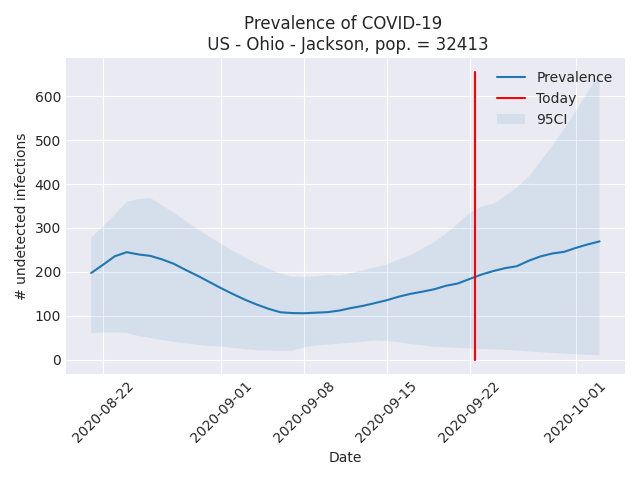 Prevalence of COVID-19
US - Ohio - Jackson, pop. = 32413
Prevalence
Today
95CI
600
500
400
300
200
100
0
# undetected infections
2020-08-22
2020-09-01
2020-09-08
2020-09-15
2020-09-22
2020-10-01
Date